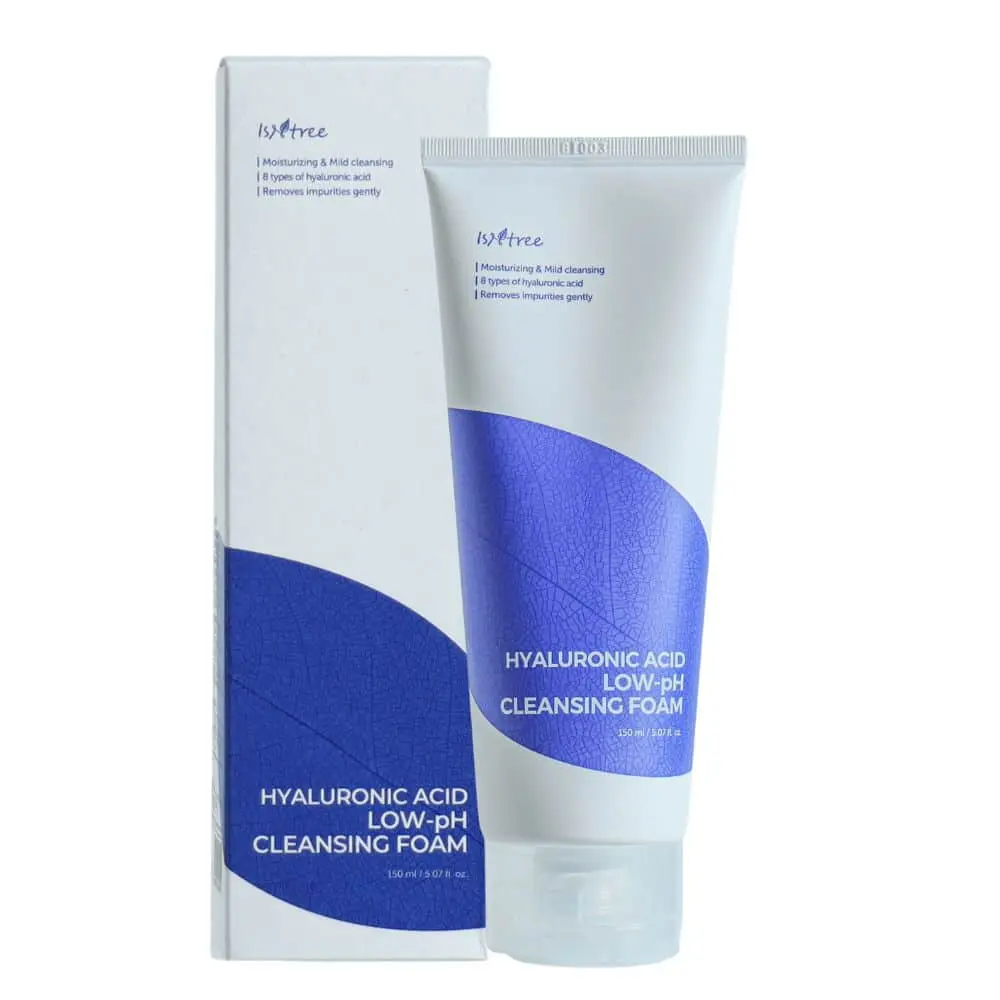 Isntree
Moisturizing & Mild cleansing
8 types of hyaluronic acid
Removes impurities gently
HYALURONIC ACID
LOW-pH
CLEANSING FOAM
150 ml / 5.07 fl. oz.
Isntree
Moisturizing & Mild cleansing
8 types of hyaluronic acid
Removes impurities gently
HYALURONIC ACID
LOW-pH
CLEANSING FOAM
150 ml / 5.07 fl. oz.